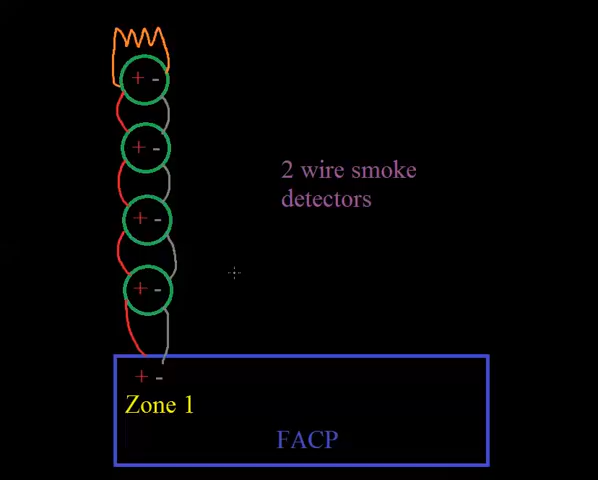 + -
+ -
+ -
+ -
2 wire smoke
detectors
+ -
Zone 1
FACP